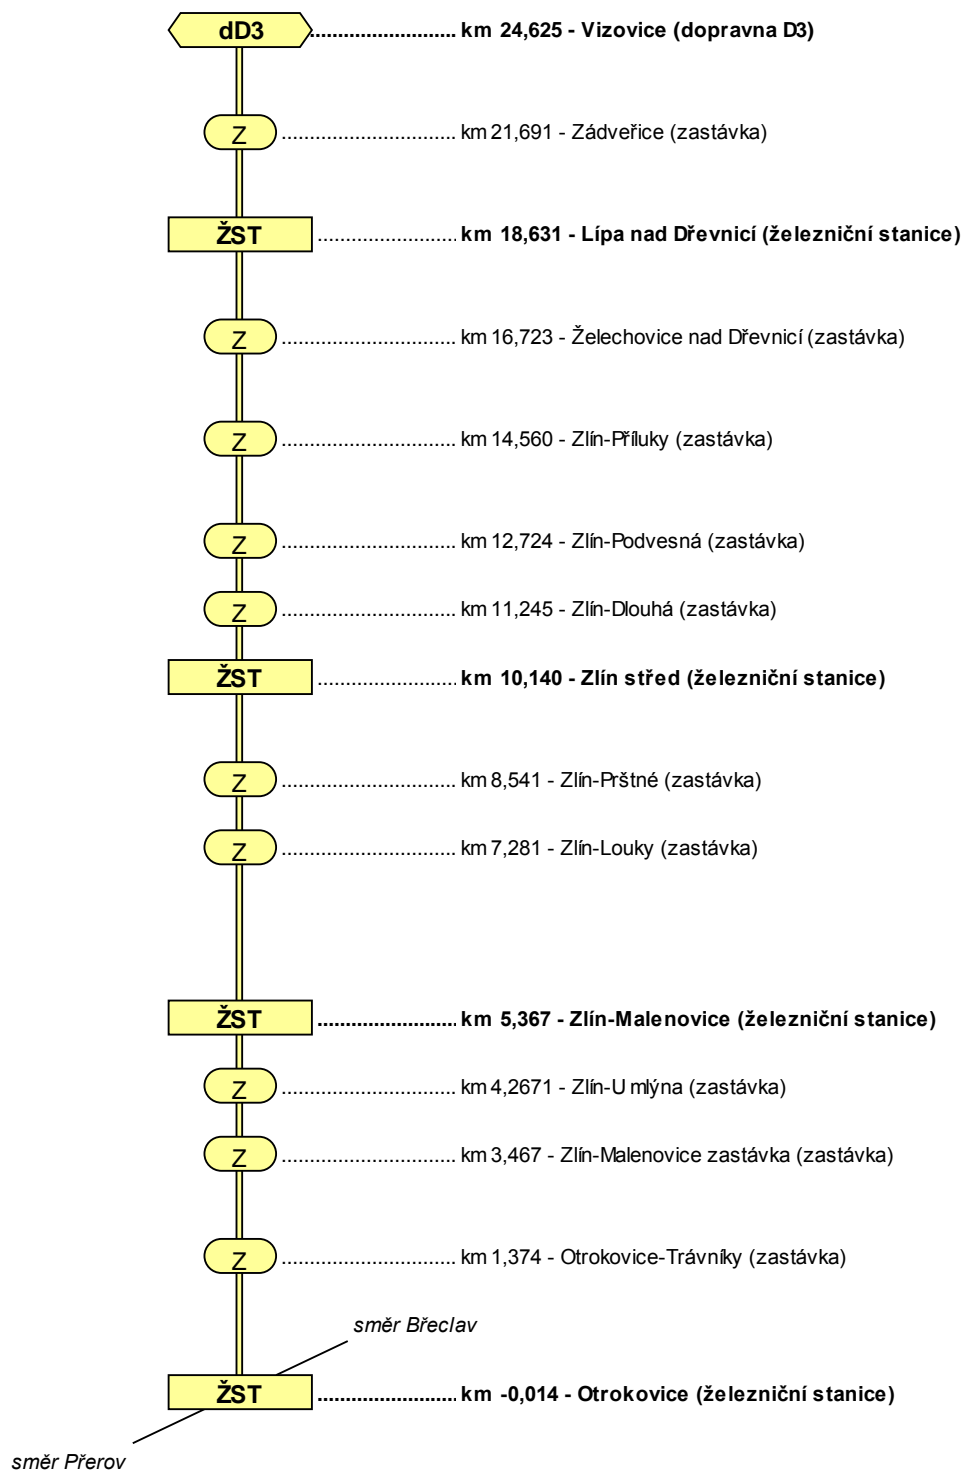 dD3 .......................... km 24,625 - Vizovice (dopravna D3)
Z .............................. km 21,691 - Zádveřice (zastávka)
ŽST ........................ km 18,631 - Lípa nad Dřevnicí (železniční stanice)
Z .............................. km 16,723 - Želechovice nad Dřevnicí (zastávka)
Z .............................. km 14,560 - Zlín-Příluky (zastávka)
Z .............................. km 12,724 - Zlín-Podvesná (zastávka)
Z .............................. km 11,245 - Zlín-Dlouhá (zastávka)
ŽST ........................ km 10,140 - Zlín střed (železniční stanice)
Z .............................. km 8,541 - Zlín-Prštné (zastávka)
Z .............................. km 7,281 - Zlín-Louky (zastávka)
ŽST ........................ km 5,367 - Zlín-Malenovice (železniční stanice)
Z .............................. km 4,2671 - Zlín-U mlýna (zastávka)
Z .............................. km 3,467 - Zlín-Malenovice zastávka (zastávka)
Z .............................. km 1,374 - Otrokovice-Trávníky (zastávka)
směr Břeclav
ŽST ........................ km -0,014 - Otrokovice (železniční stanice)
směr Přerov